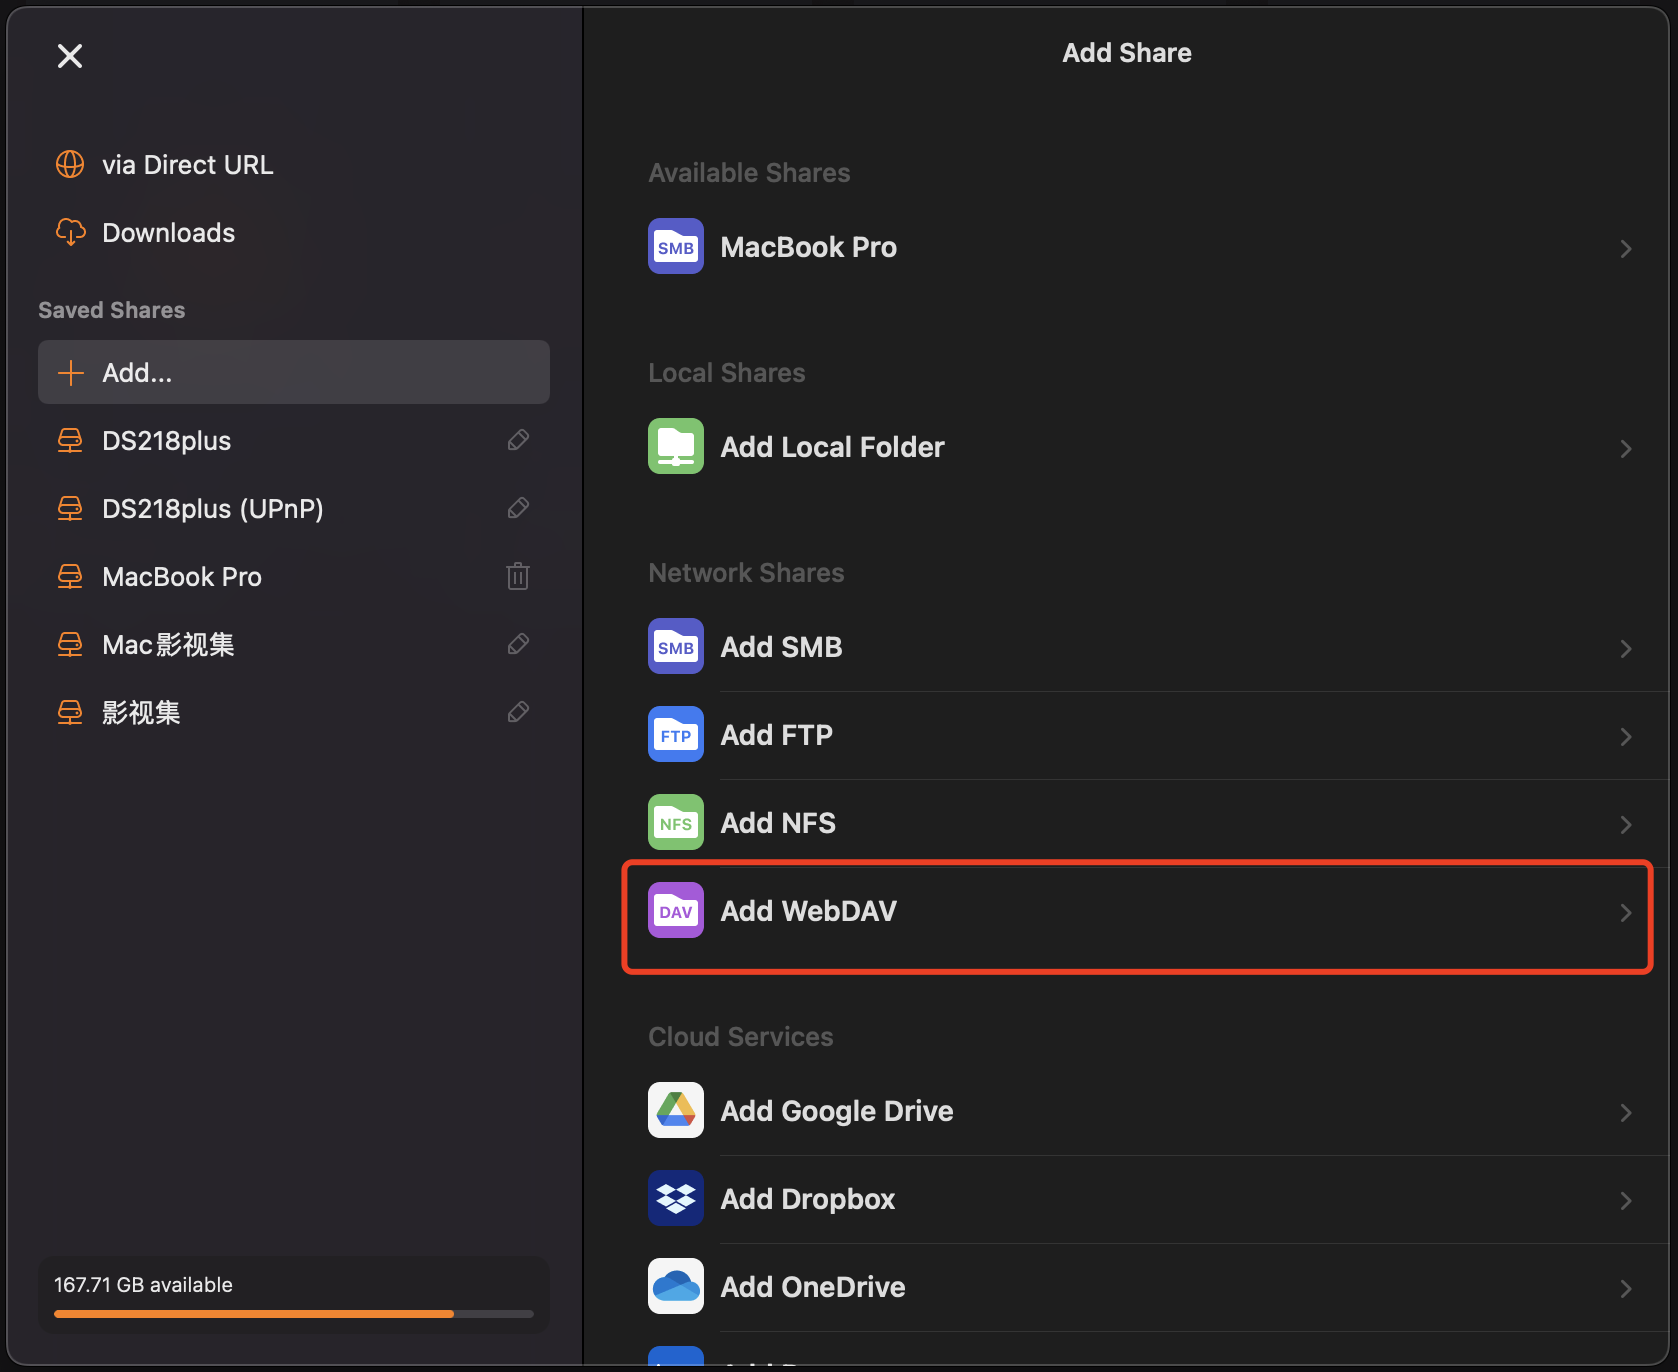 via Direct URL
Downloads
Saved Shares
Add...
DS218plus
DS218plus (UPnP)
MacBook Pro
Mac影视集
影视集
167.71 GB available
Add Share
Available Shares
SMB MacBook Pro
Local Shares
Add Local Folder
Network Shares
SMB Add SMB
FTP Add FTP
NFS Add NFS
DAV Add WebDAV
Cloud Services
Add Google Drive
Add Dropbox
Add OneDrive